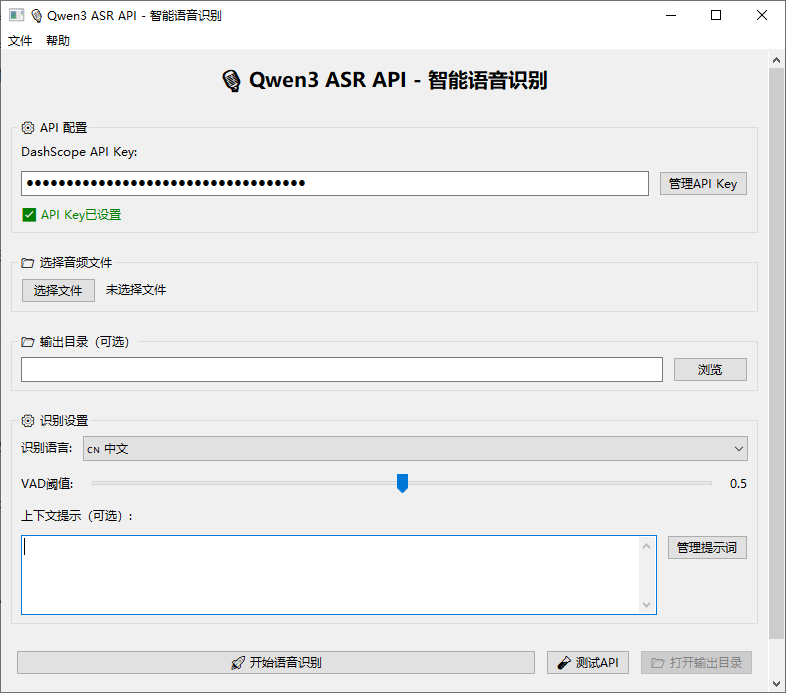 Qwen3 ASR API - 智能语音识别
文件 帮助
Qwen3 ASR API - 智能语音识别
API 配置
DashScope API Key:
●●●●●●●●●●●●●●●●●●●●●●●●●●●●●●●●●●● 管理API Key
API Key已设置
选择音频文件
选择文件 未选择文件
输出目录（可选）
浏览
识别设置
识别语言: CN 中文
VAD阈值: 0.5
上下文提示（可选）:
管理提示词
开始语音识别 测试API 打开输出目录